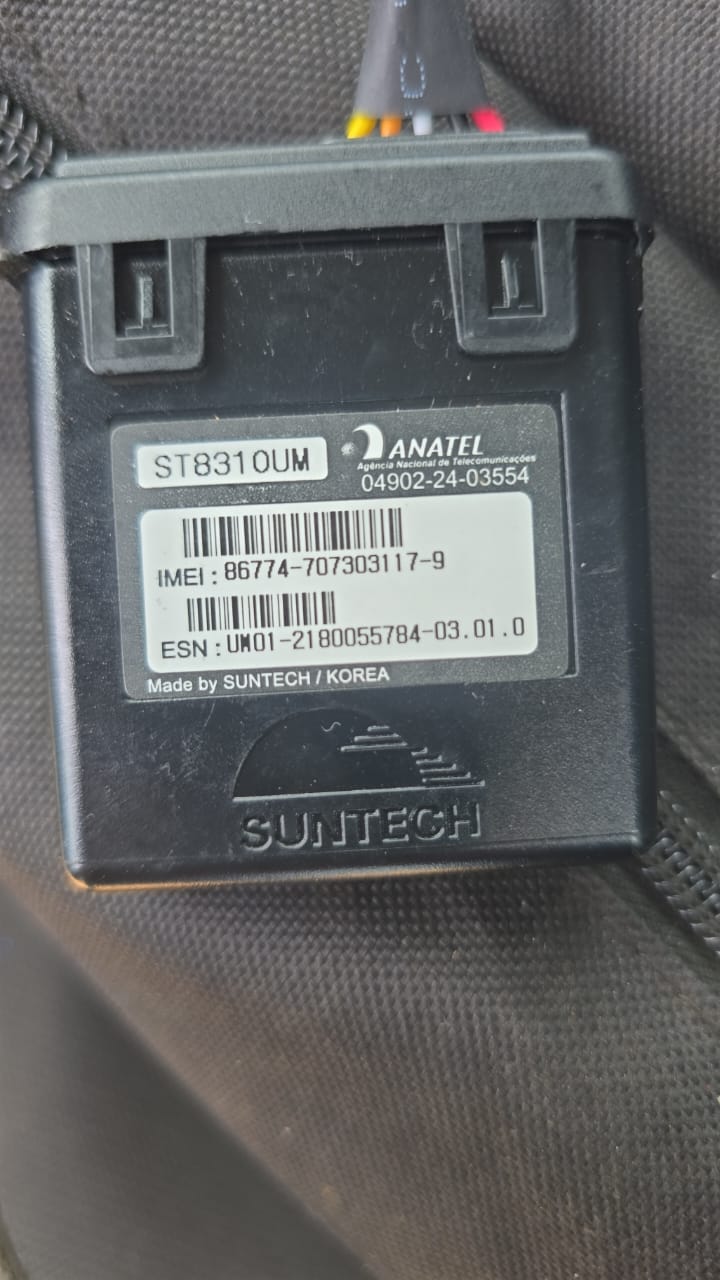 ST8310UM
ANATEL
Agência Nacional de Telecomunicações
04902-24-03554
IMEI : 86774-707303117-9
ESN : UM01-2180055784-03.01.0
Made by SUNTECH / KOREA
SUNTECH